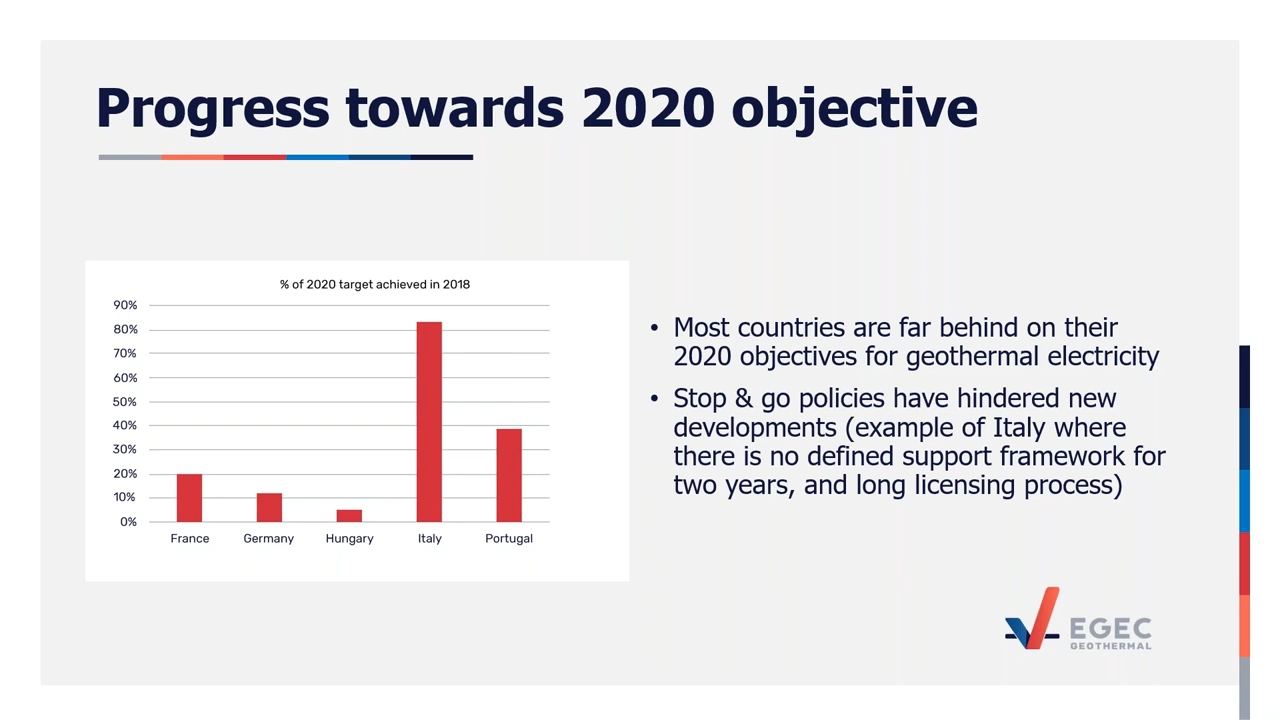 Progress towards 2020 objective
% of 2020 target achieved in 2018
90%
80%
70%
60%
50%
40%
30%
20%
10%
0%
France Germany Hungary Italy Portugal
• Most countries are far behind on their
2020 objectives for geothermal electricity
• Stop & go policies have hindered new
developments (example of Italy where
there is no defined support framework for
two years, and long licensing process)
EGEC
GEOTHERMAL